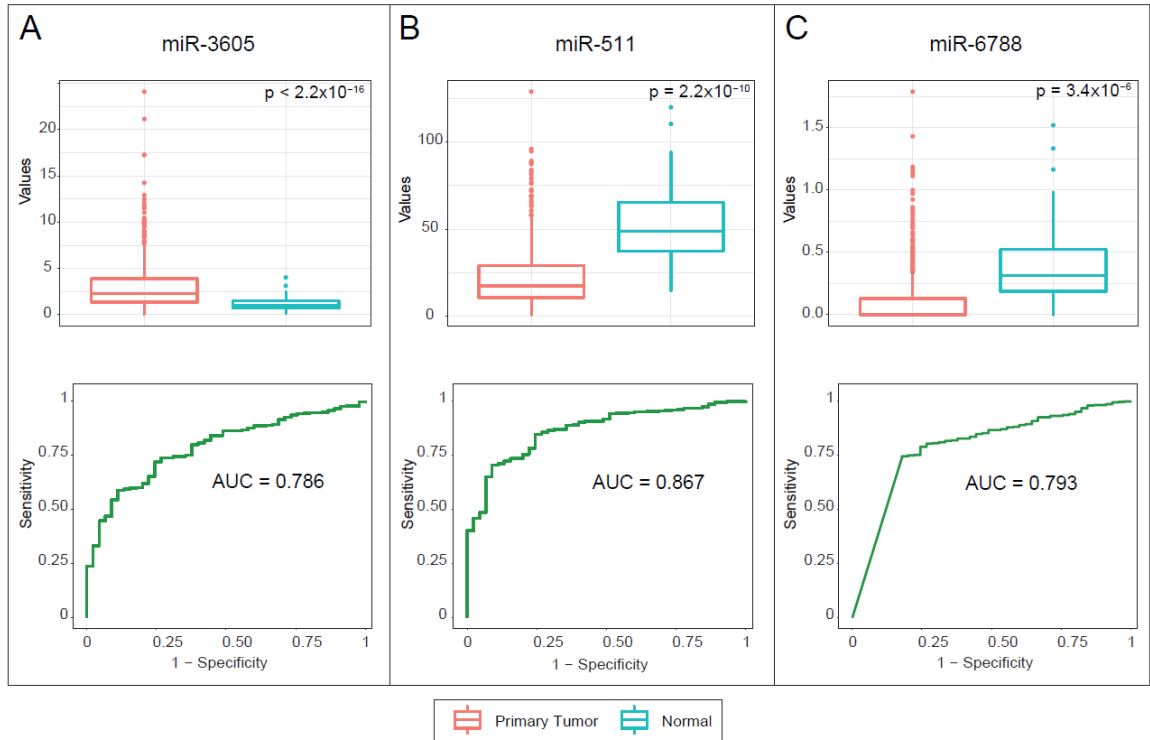 A
miR-3605
p < 2.2x10⁻¹⁶
Values
20
15
10
5
0
1
0.75
0.50
0.25
0
Sensitivity
AUC = 0.786
0 0.25 0.50 0.75 1
1 − Specificity
B
miR-511
p = 2.2x10⁻¹⁰
Values
100
50
0
1
0.75
0.50
0.25
0
Sensitivity
AUC = 0.867
0 0.25 0.50 0.75 1
1 − Specificity
C
miR-6788
p = 3.4x10⁻⁶
Values
1.5
1.0
0.5
0.0
1
0.75
0.50
0.25
0
Sensitivity
AUC = 0.793
0 0.25 0.50 0.75 1
1 − Specificity
Primary Tumor Normal